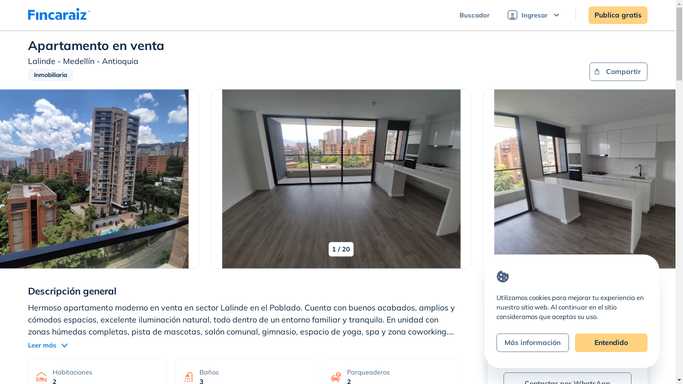 Fincaraiz
Buscador
Ingresar
Publica gratis
Apartamento en venta
Lalinde - Medellín - Antioquia
Inmobiliaria
Compartir
1 / 20
Descripción general
Hermoso apartamento moderno en venta en sector Lalinde en el Poblado. Cuenta con buenos acabados, amplios y
cómodos espacios, excelente iluminación natural, todo dentro de un entorno familiar y tranquilo. En unidad con
zonas húmedas completas, pista de mascotas, salón comunal, gimnasio, espacio de yoga, spa y zona coworking....
Leer más
Habitaciones
2
Baños
3
Parqueaderos
2
Utilizamos cookies para mejorar tu experiencia en
nuestro sitio web. Al continuar en el sitio
consideramos que aceptas su uso.
Más información
Entendido
Contactar por WhatsApp